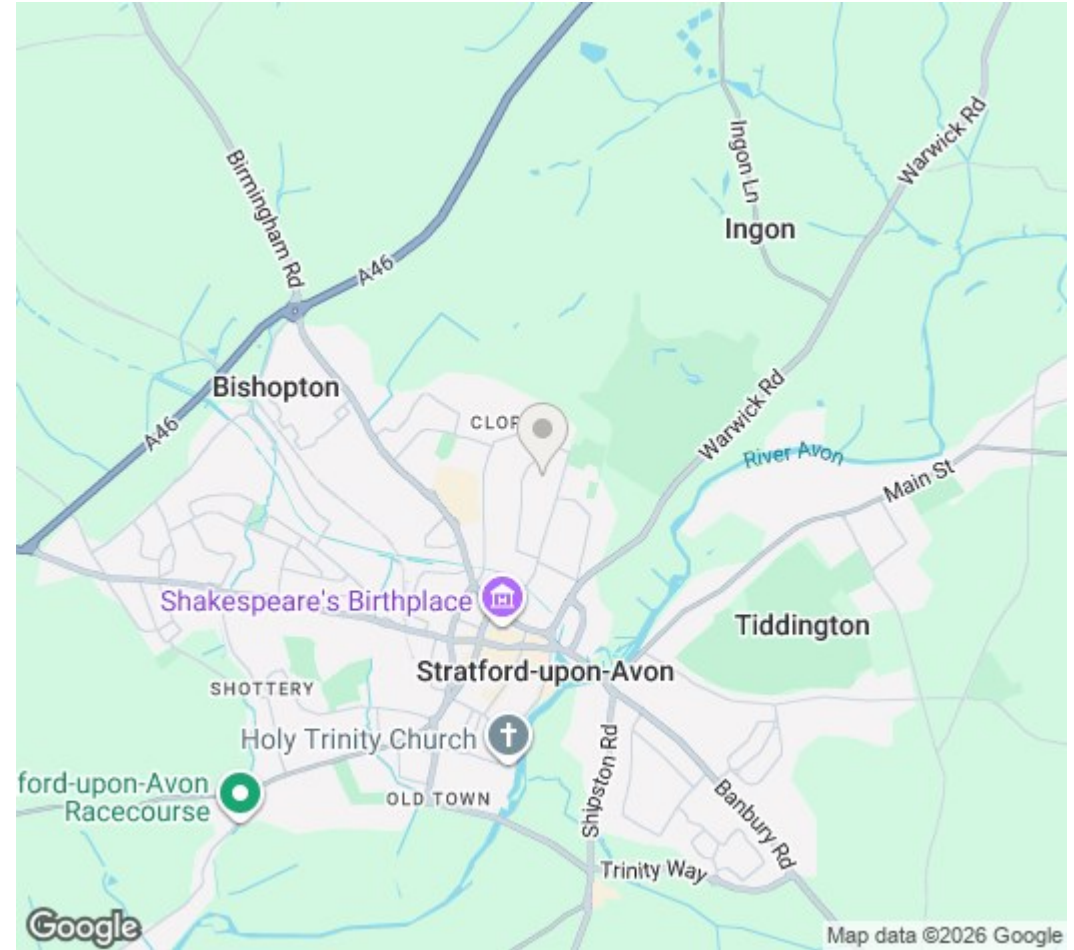 Birmingham Rd
A46
Ingon Ln
Warwick Rd
Ingon
Bishopton
A46
CLOP
Warwick Rd
River Avon
Main St
Shakespeare's Birthplace
Tiddington
Stratford-upon-Avon
SHOTTERY
Holy Trinity Church
ford-upon-Avon
Racecourse
OLD TOWN
Shipston Rd
Banbury Rd
Trinity Way
Google
Map data ©2026 Google